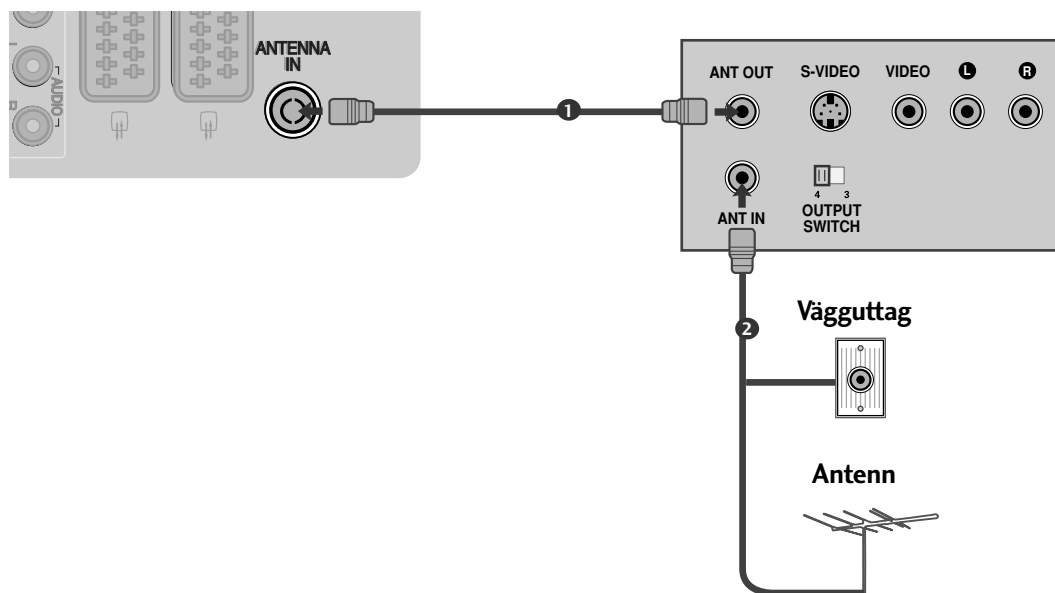 ANTENNA
IN
AUDIO
R
1
ANT OUT S-VIDEO VIDEO L R
4 3
ANT IN
OUTPUT
SWITCH
2
Vägguttag
Antenn